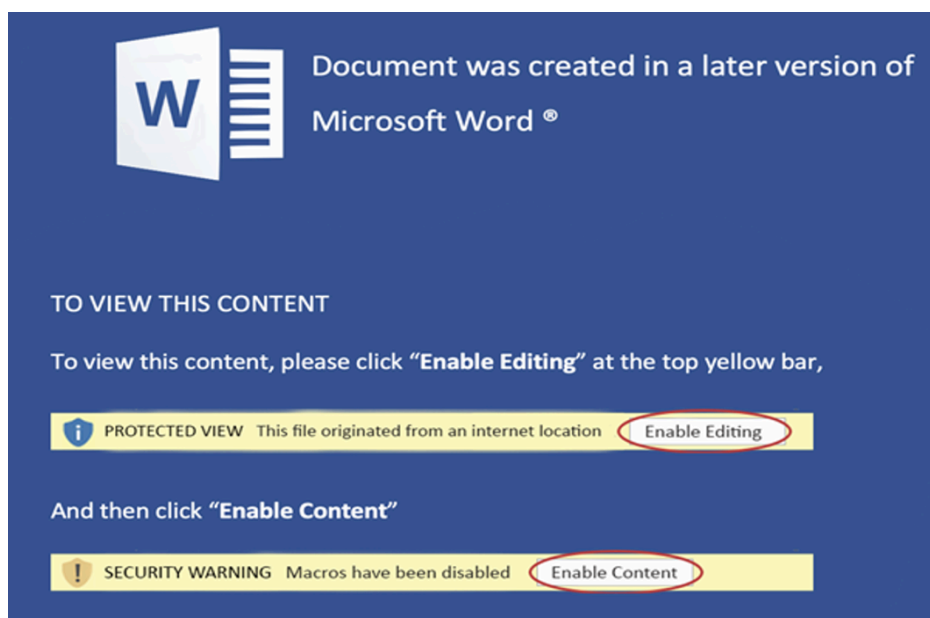 W
Document was created in a later version of
Microsoft Word ®
TO VIEW THIS CONTENT
To view this content, please click “Enable Editing” at the top yellow bar,
PROTECTED VIEW This file originated from an internet location Enable Editing
And then click “Enable Content”
! SECURITY WARNING Macros have been disabled Enable Content